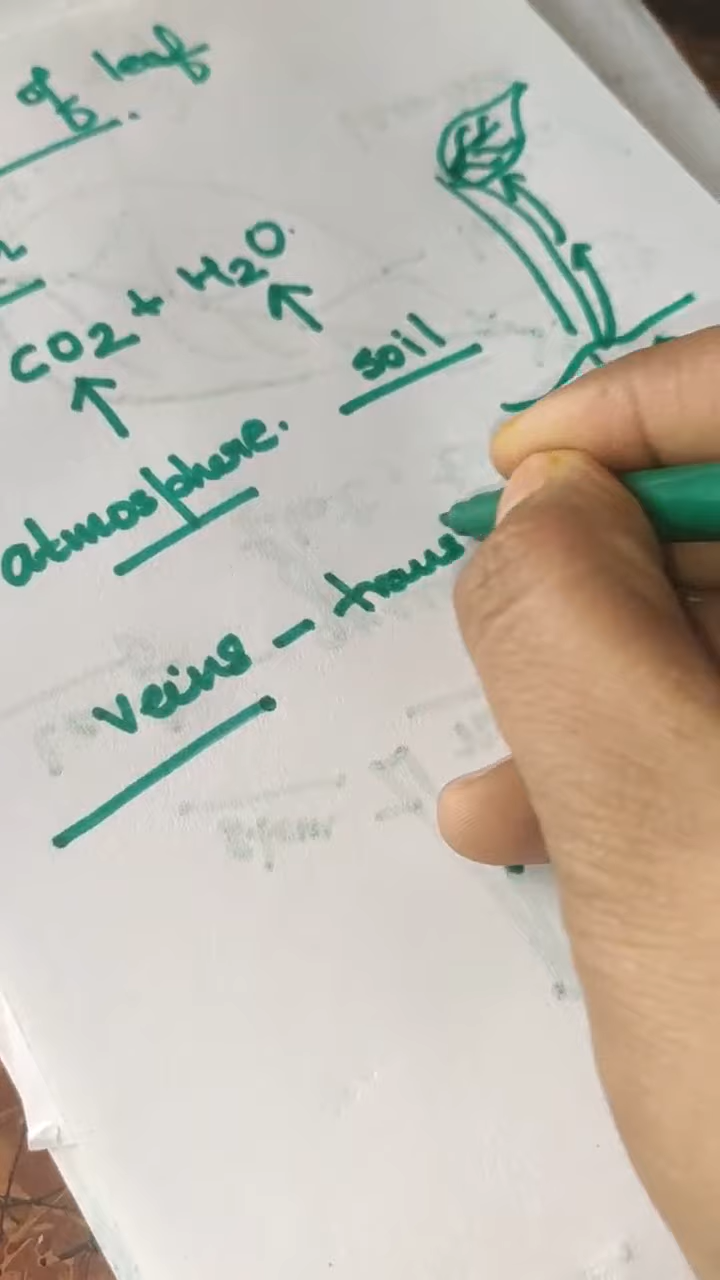 of leaf
CO2 + H2O
soil
atmosphere.
veins - trans